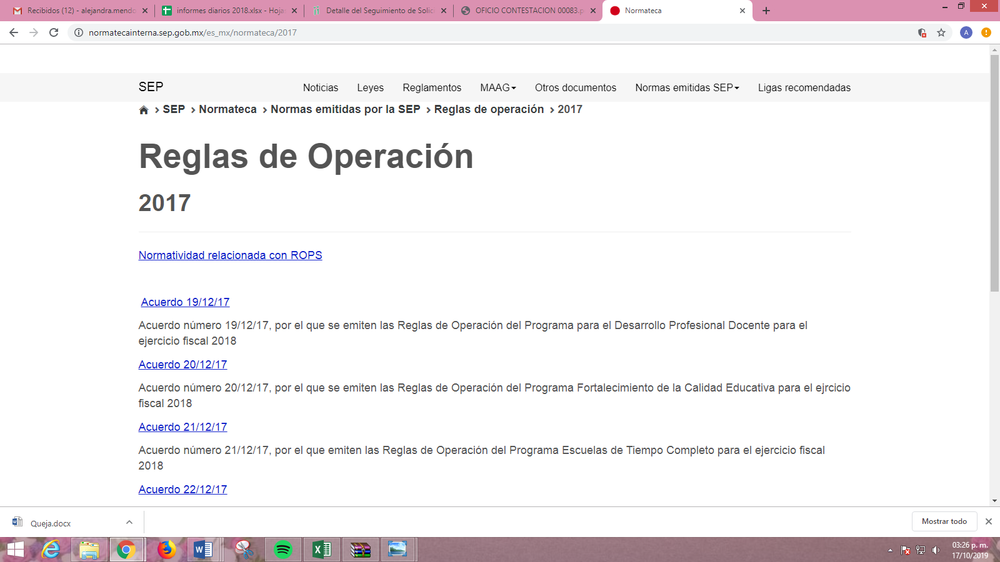 Recibidos (12) - alejandra.mendo
informes diarios 2018.xlsx - Hoja
Detalle del Seguimiento de Solic
OFICIO CONTESTACION 00083.p
Normateca
normatecainterna.sep.gob.mx/es_mx/normateca/2017
A
SEP
Noticias
Leyes
Reglamentos
MAAG
Otros documentos
Normas emitidas SEP
Ligas recomendadas
SEP > Normateca > Normas emitidas por la SEP > Reglas de operación > 2017
Reglas de Operación
2017
Normatividad relacionada con ROPS
Acuerdo 19/12/17
Acuerdo número 19/12/17, por el que se emiten las Reglas de Operación del Programa para el Desarrollo Profesional Docente para el
ejercicio fiscal 2018
Acuerdo 20/12/17
Acuerdo número 20/12/17, por el que se emiten las Reglas de Operación del Programa Fortalecimiento de la Calidad Educativa para el ejrcicio
fiscal 2018
Acuerdo 21/12/17
Acuerdo número 21/12/17, por el que emiten las Reglas de Operación del Programa Escuelas de Tiempo Completo para el ejercicio fiscal
2018
Acuerdo 22/12/17
Queja.docx
Mostrar todo
03:26 p. m.
17/10/2019